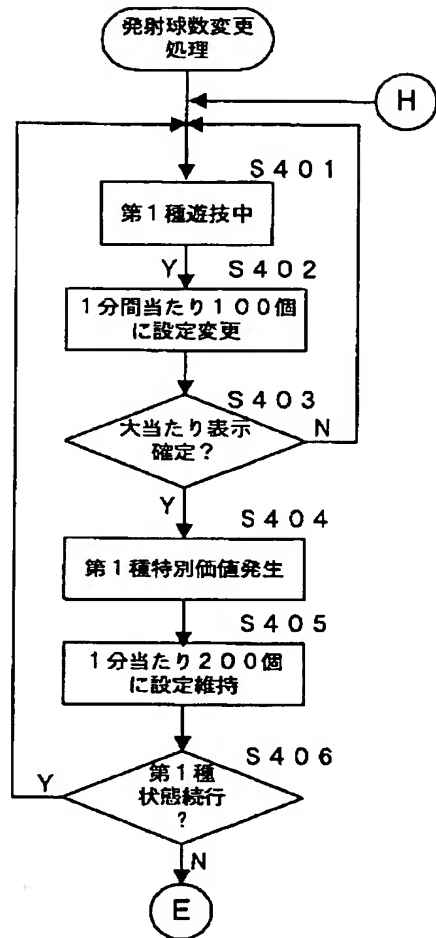 発射球数変更
処理
H
S401
第1種遊技中
Y
S402
1分間当たり100個
に設定変更
S403
大当たり表示
確定?
N
Y
S404
第1種特別価値発生
S405
1分当たり200個
に設定維持
S406
Y
第1種
状態続行
?
N
E